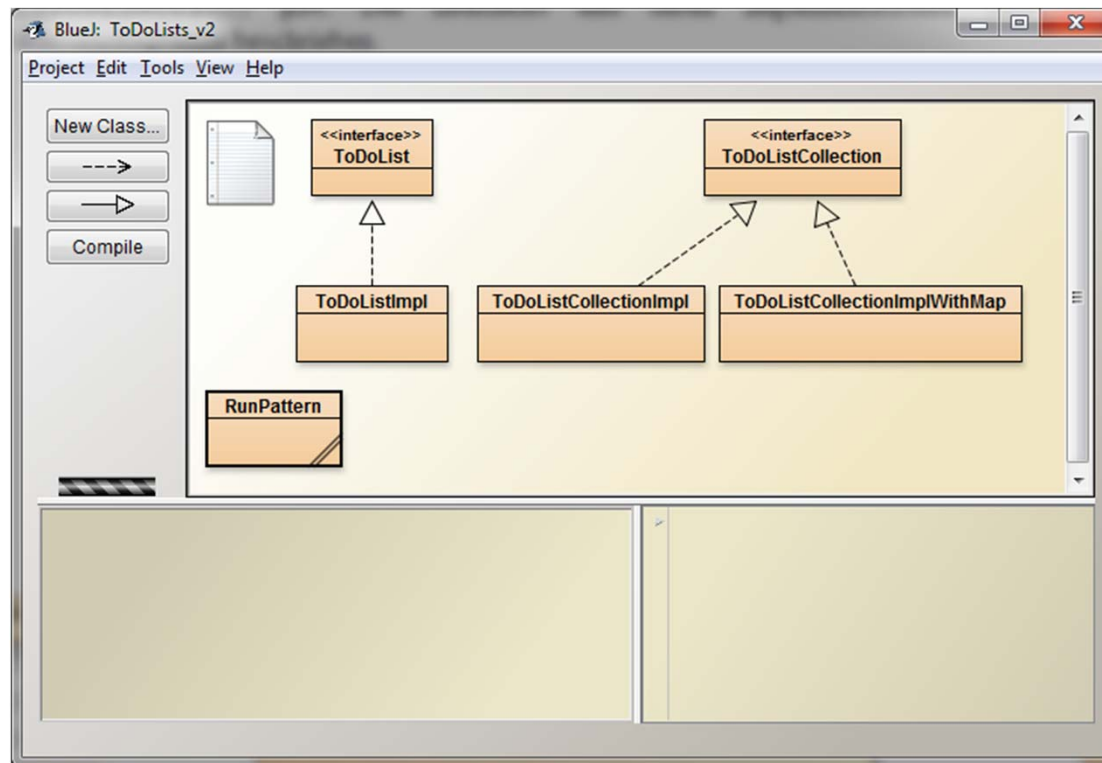 BlueJ: ToDoLists_v2
Project Edit Tools View Help
New Class...
Compile
<<interface>>
ToDoList
<<interface>>
ToDoListCollection
ToDoListImpl
ToDoListCollectionImpl
ToDoListCollectionImplWithMap
RunPattern